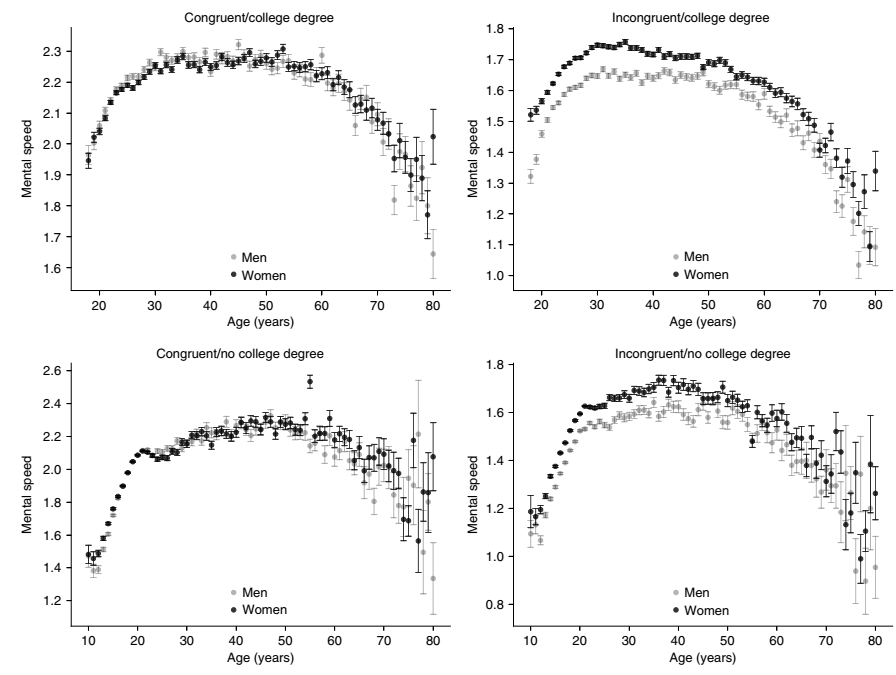 Congruent/college degree
2.3
2.2
2.1
2.0
1.9
1.8
1.7
1.6
Mental speed
Men
Women
20 30 40 50 60 70 80
Age (years)
Incongruent/college degree
1.8
1.7
1.6
1.5
1.4
1.3
1.2
1.1
1.0
Mental speed
Men
Women
20 30 40 50 60 70 80
Age (years)
Congruent/no college degree
2.6
2.4
2.2
2.0
1.8
1.6
1.4
1.2
Mental speed
Men
Women
10 20 30 40 50 60 70 80
Age (years)
Incongruent/no college degree
1.8
1.6
1.4
1.2
1.0
0.8
Mental speed
Men
Women
10 20 30 40 50 60 70 80
Age (years)